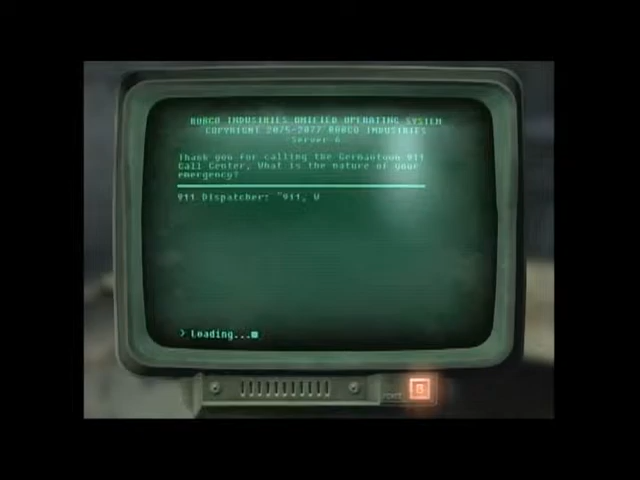 ROBCO INDUSTRIES UNIFIED OPERATING SYSTEM
COPYRIGHT 2075-2077 ROBCO INDUSTRIES
-Server 6-
Thank you for calling the Germantown 911
Call Center, What is the nature of your
emergency?
911 Dispatcher: "911, W
> Loading...